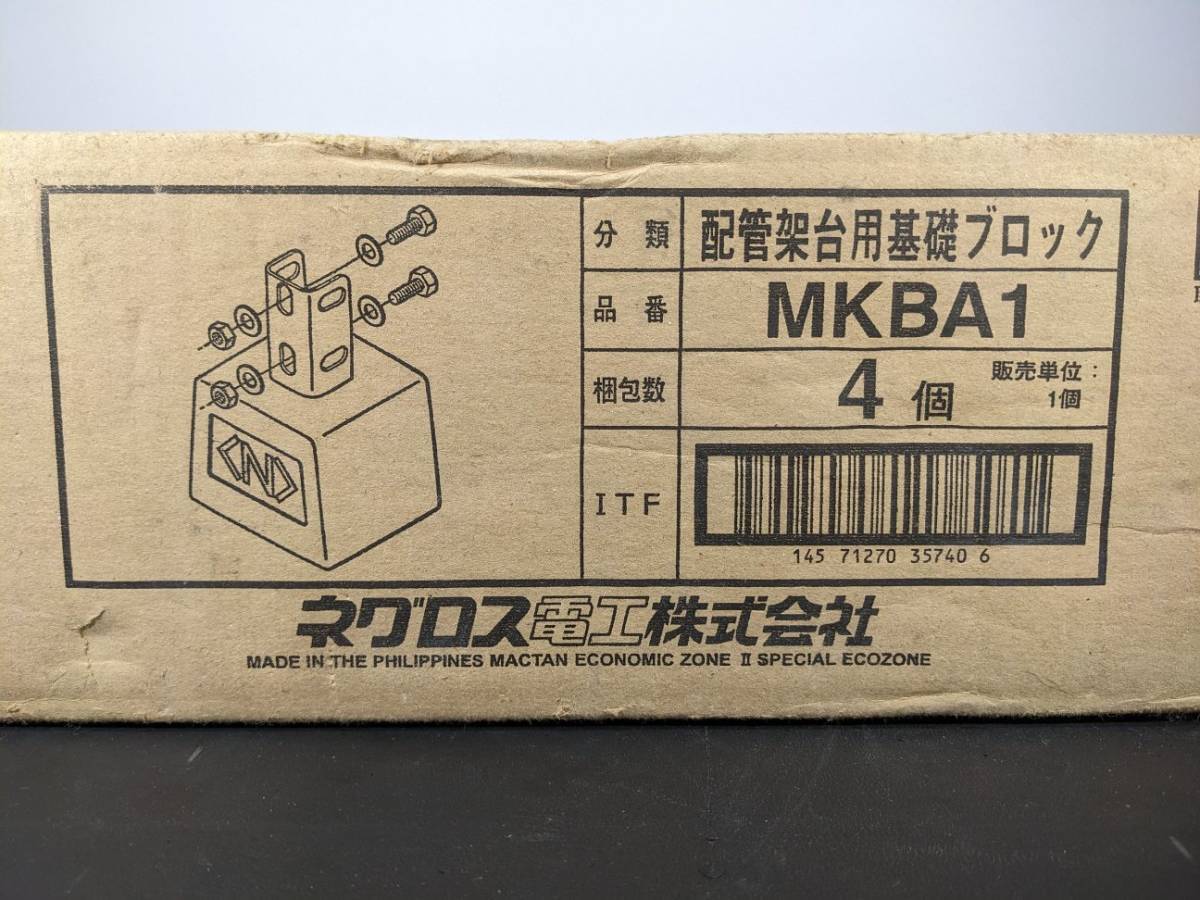 分類 配管架台用基礎ブロック
品番 MKBA1
梱包数 4個 販売単位：
1個
ITF
145 71270 35740 6
ネグロス電工株式会社
MADE IN THE PHILIPPINES MACTAN ECONOMIC ZONE Ⅱ SPECIAL ECOZONE